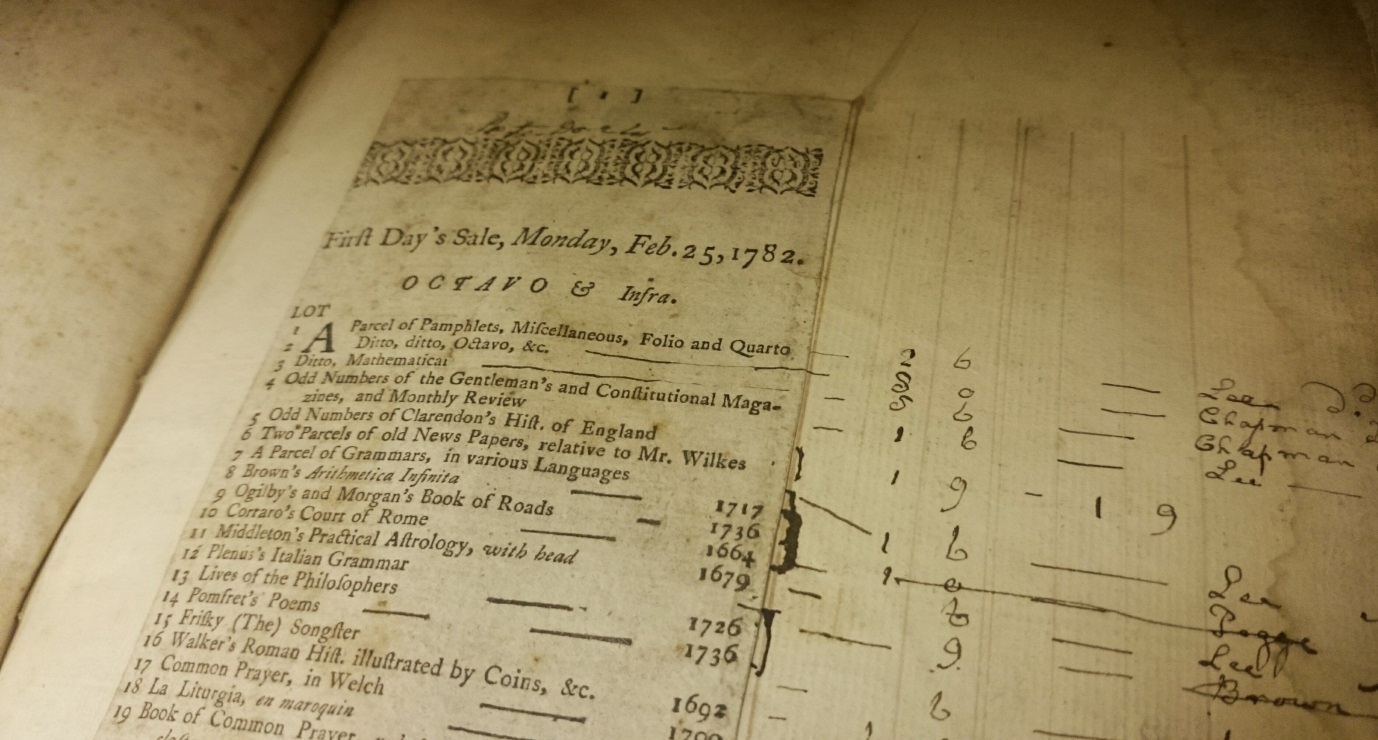 [ 1 ]
First Day's Sale, Monday, Feb. 25, 1782.
OCTAVO & Infra.
LOT
1 A Parcel of Pamphlets, Miſcellaneous, Folio and Quarto
2 Ditto, ditto, Octavo, &c.
3 Ditto, Mathematical
4 Odd Numbers of the Gentleman's and Conſtitutional Maga-
zines, and Monthly Review
5 Odd Numbers of Clarendon's Hiſt. of England
6 Two Parcels of old News Papers, relative to Mr. Wilkes
7 A Parcel of Grammars, in various Languages
8 Brown's Arithmetica Infinita 1717
9 Ogilby's and Morgan's Book of Roads 1736
10 Corraro's Court of Rome 1664
11 Middleton's Practical Aſtrology, with head 1679
12 Plenus's Italian Grammar
13 Lives of the Philoſophers
14 Pomfret's Poems 1726
15 Friſky (The) Songſter 1736
16 Walker's Roman Hiſt. illuſtrated by Coins, &c.
17 Common Prayer, in Welch 1692
18 La Liturgia, en maroquin
19 Book of Common Prayer
2 6
6
1 6
1 9 - 1 9
1 6
9
6
Lee
Chapman
Chapman
Lee
Lee
Pogge
Lee
Brown